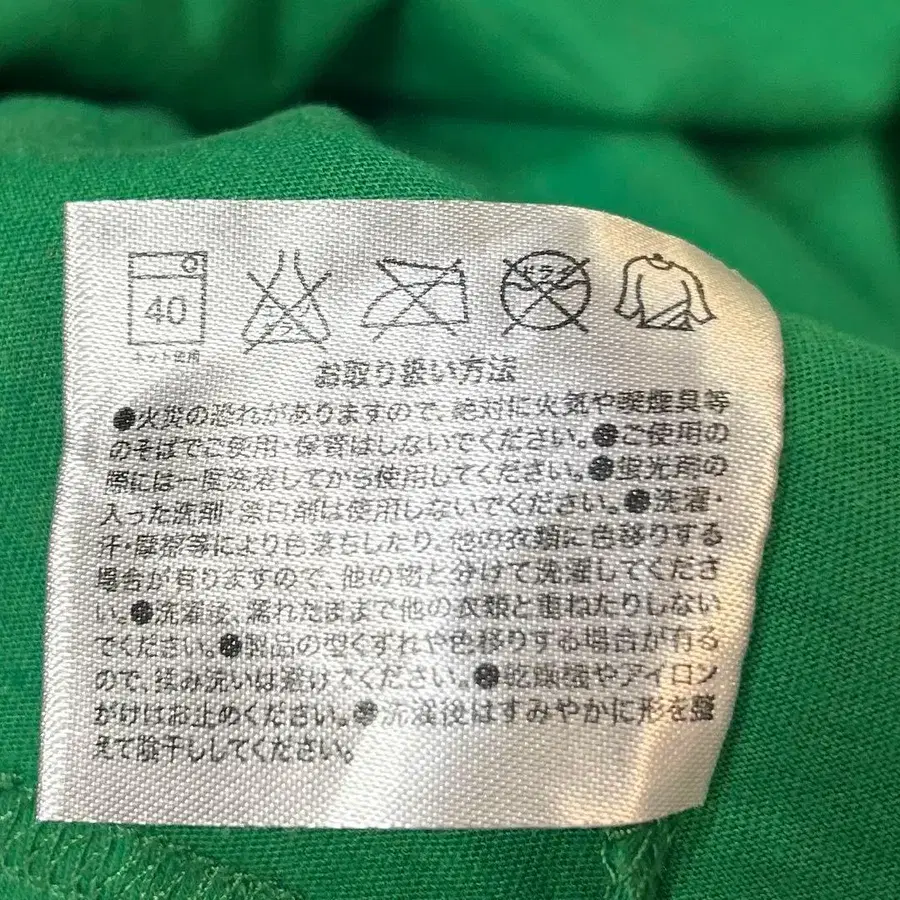 40
ネット使用
エンソ
サラシ
ドライ
お取り扱い方法
●火災の恐れがありますので、絶対に火気や喫煙具等
のそばでご使用・保管はしないでください。●ご使用の
際には一度洗濯してから使用してください。●蛍光剤の
入った洗剤・漂白剤は使用しないでください。●洗濯・
汗・摩擦等により色落ちしたり、他の衣類に色移りする
場合が有りますので、他の物と分けて洗濯してくださ
い。●洗濯後、濡れたままで他の衣類と重ねたりしない
でください。●製品の型くずれや色移りする場合が有る
ので、揉み洗いは避けてください。●乾燥機やアイロン
がけはお止めください。●洗濯後はすみやかに形を整
えて陰干ししてください。